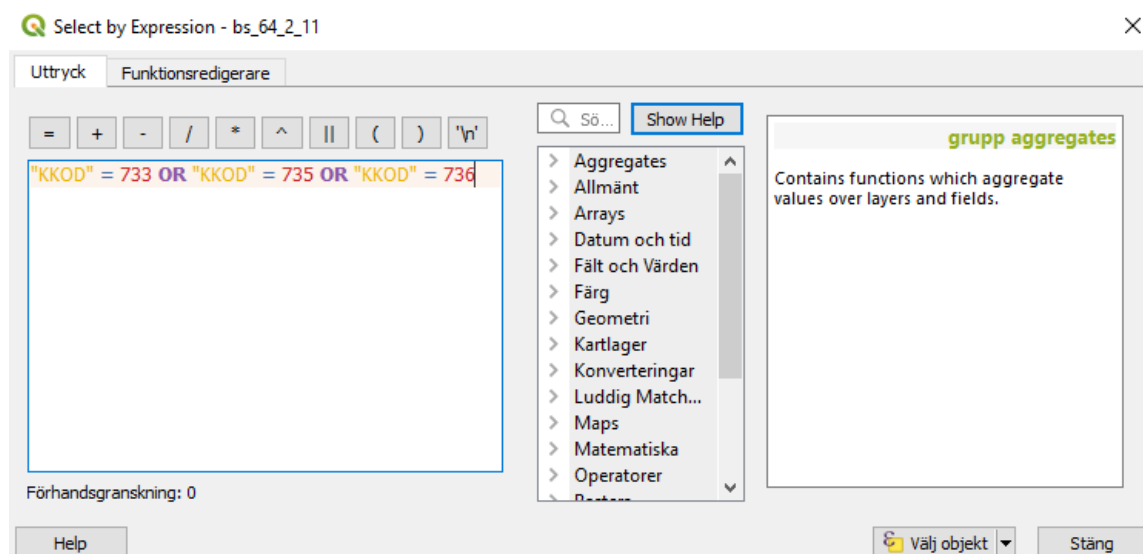 Select by Expression - bs_64_2_11
Uttryck Funktionsredigerare
= + - / * ^ || ( ) '\n'
"KKOD" = 733 OR "KKOD" = 735 OR "KKOD" = 736
Förhandsgranskning: 0
Sö... Show Help
Aggregates
Allmänt
Arrays
Datum och tid
Fält och Värden
Färg
Geometri
Kartlager
Konverteringar
Luddig Match...
Maps
Matematiska
Operatorer
grupp aggregates
Contains functions which aggregate
values over layers and fields.
Help Välj objekt Stäng